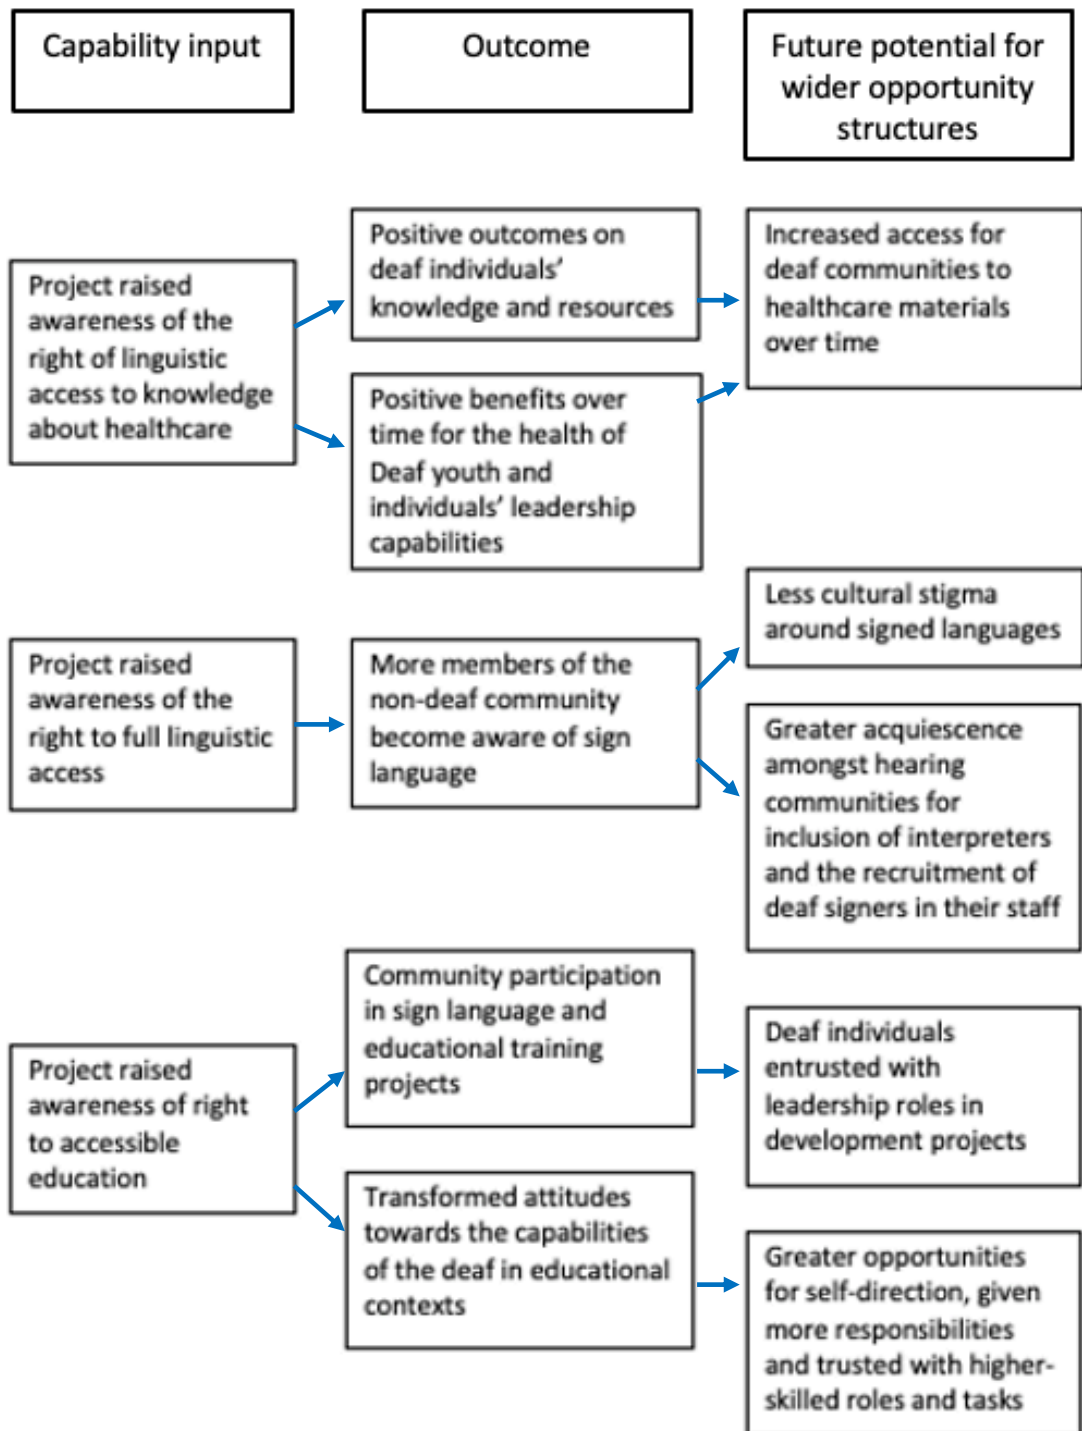 Capability input
Outcome
Future potential for
wider opportunity
structures
Project raised
awareness of the
right of linguistic
access to knowledge
about healthcare
Positive outcomes on
deaf individuals'
knowledge and resources
Positive benefits over
time for the health of
Deaf youth and
individuals' leadership
capabilities
Increased access for
deaf communities to
healthcare materials
over time
Project raised
awareness of the
right to full linguistic
access
More members of the
non-deaf community
become aware of sign
language
Less cultural stigma
around signed languages
Greater acquiescence
amongst hearing
communities for
inclusion of interpreters
and the recruitment of
deaf signers in their staff
Project raised
awareness of right
to accessible
education
Community participation
in sign language and
educational training
projects
Transformed attitudes
towards the capabilities
of the deaf in educational
contexts
Deaf individuals
entrusted with
leadership roles in
development projects
Greater opportunities
for self-direction, given
more responsibilities
and trusted with higher-
skilled roles and tasks